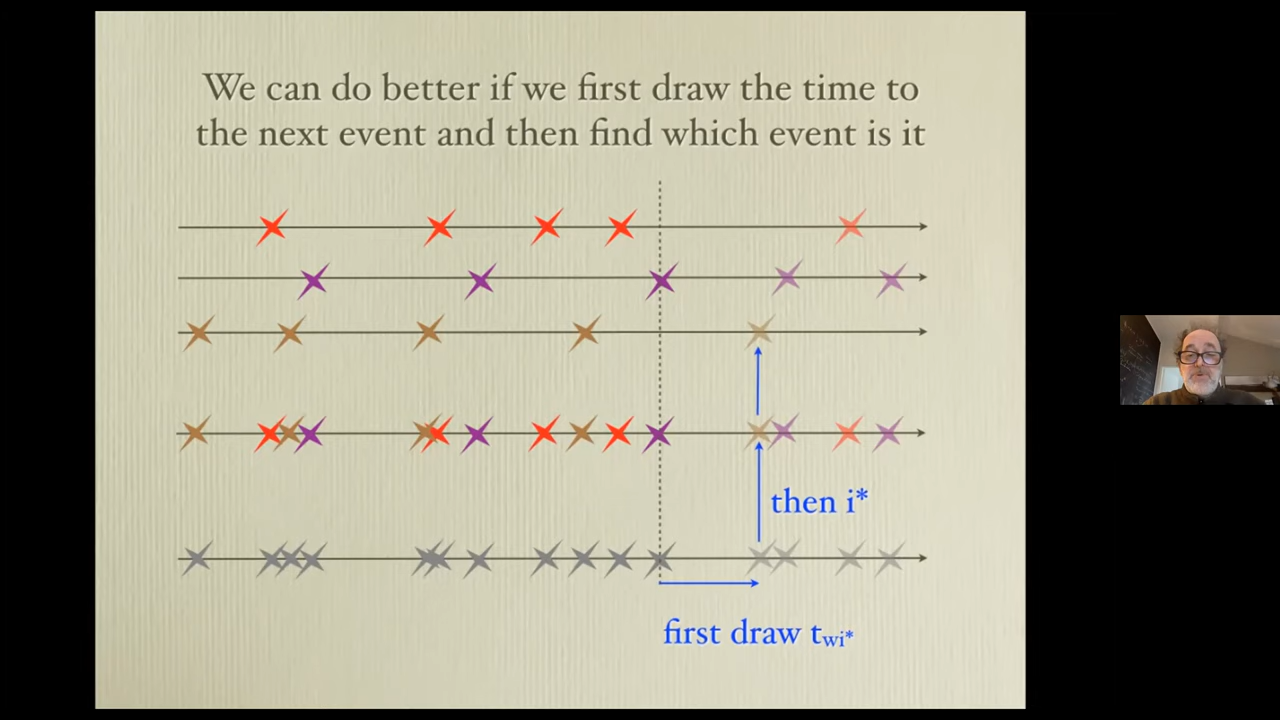 We can do better if we first draw the time to
the next event and then find which event is it
then i*
first draw twi*